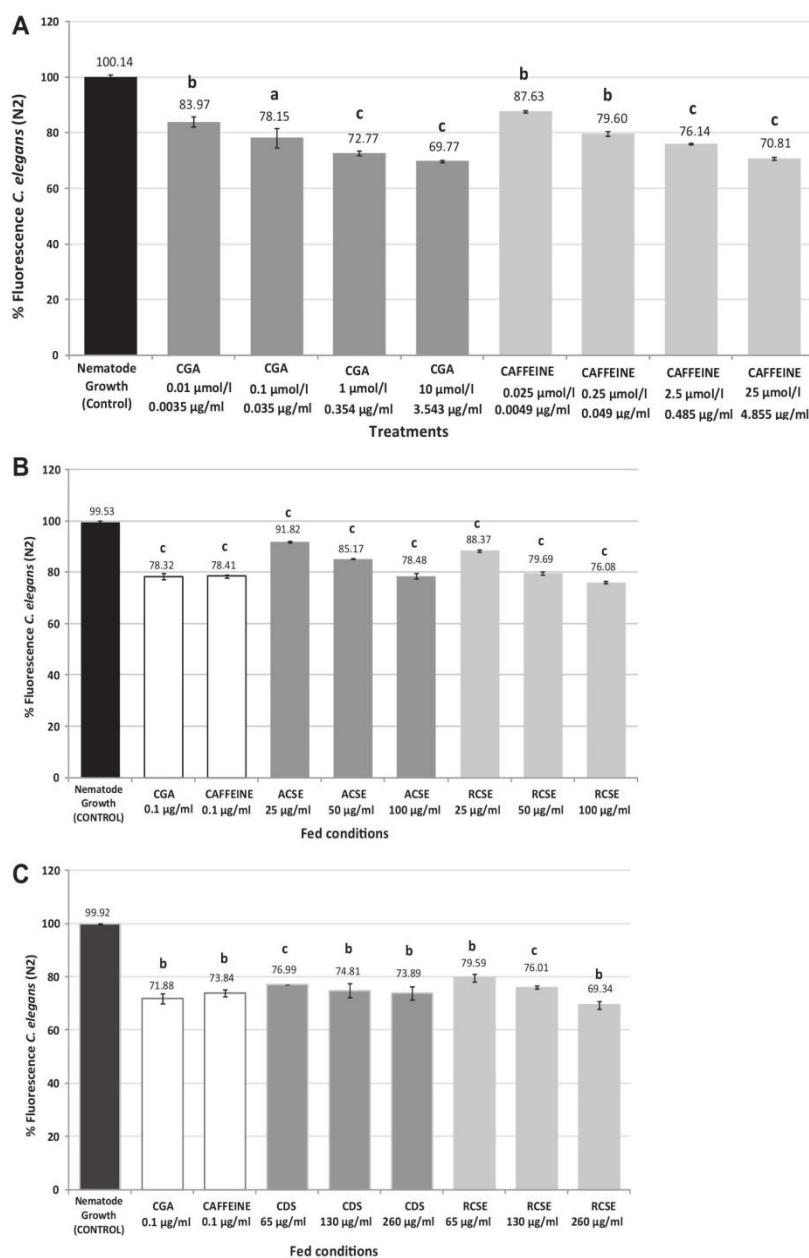 A
% Fluorescence C. elegans (N2)
120
100
80
60
40
20
0
100.14
b
83.97
a
78.15
c
72.77
c
69.77
b
87.63
b
79.60
c
76.14
c
70.81
Nematode
Growth
(Control)
CGA
0.01 µmol/l
0.0035 µg/ml
CGA
0.1 µmol/l
0.035 µg/ml
CGA
1 µmol/l
0.354 µg/ml
CGA
10 µmol/l
3.543 µg/ml
CAFFEINE
0.025 µmol/l
0.0049 µg/ml
CAFFEINE
0.25 µmol/l
0.049 µg/ml
CAFFEINE
2.5 µmol/l
0.485 µg/ml
CAFFEINE
25 µmol/l
4.855 µg/ml
Treatments
B
% Fluorescence C. elegans (N2)
120
100
80
60
40
20
0
99.53
c
78.32
c
78.41
c
91.82
c
85.17
c
78.48
c
88.37
c
79.69
c
76.08
Nematode
Growth
(CONTROL)
CGA
0.1 µg/ml
CAFFEINE
0.1 µg/ml
ACSE
25 µg/ml
ACSE
50 µg/ml
ACSE
100 µg/ml
RCSE
25 µg/ml
RCSE
50 µg/ml
RCSE
100 µg/ml
Fed conditions
C
% Fluorescence C. elegans (N2)
120
100
80
60
40
20
0
99.92
b
71.88
b
73.84
c
76.99
b
74.81
b
73.89
b
79.59
c
76.01
b
69.34
Nematode
Growth
(CONTROL)
CGA
0.1 µg/ml
CAFFEINE
0.1 µg/ml
CDS
65 µg/ml
CDS
130 µg/ml
CDS
260 µg/ml
RCSE
65 µg/ml
RCSE
130 µg/ml
RCSE
260 µg/ml
Fed conditions